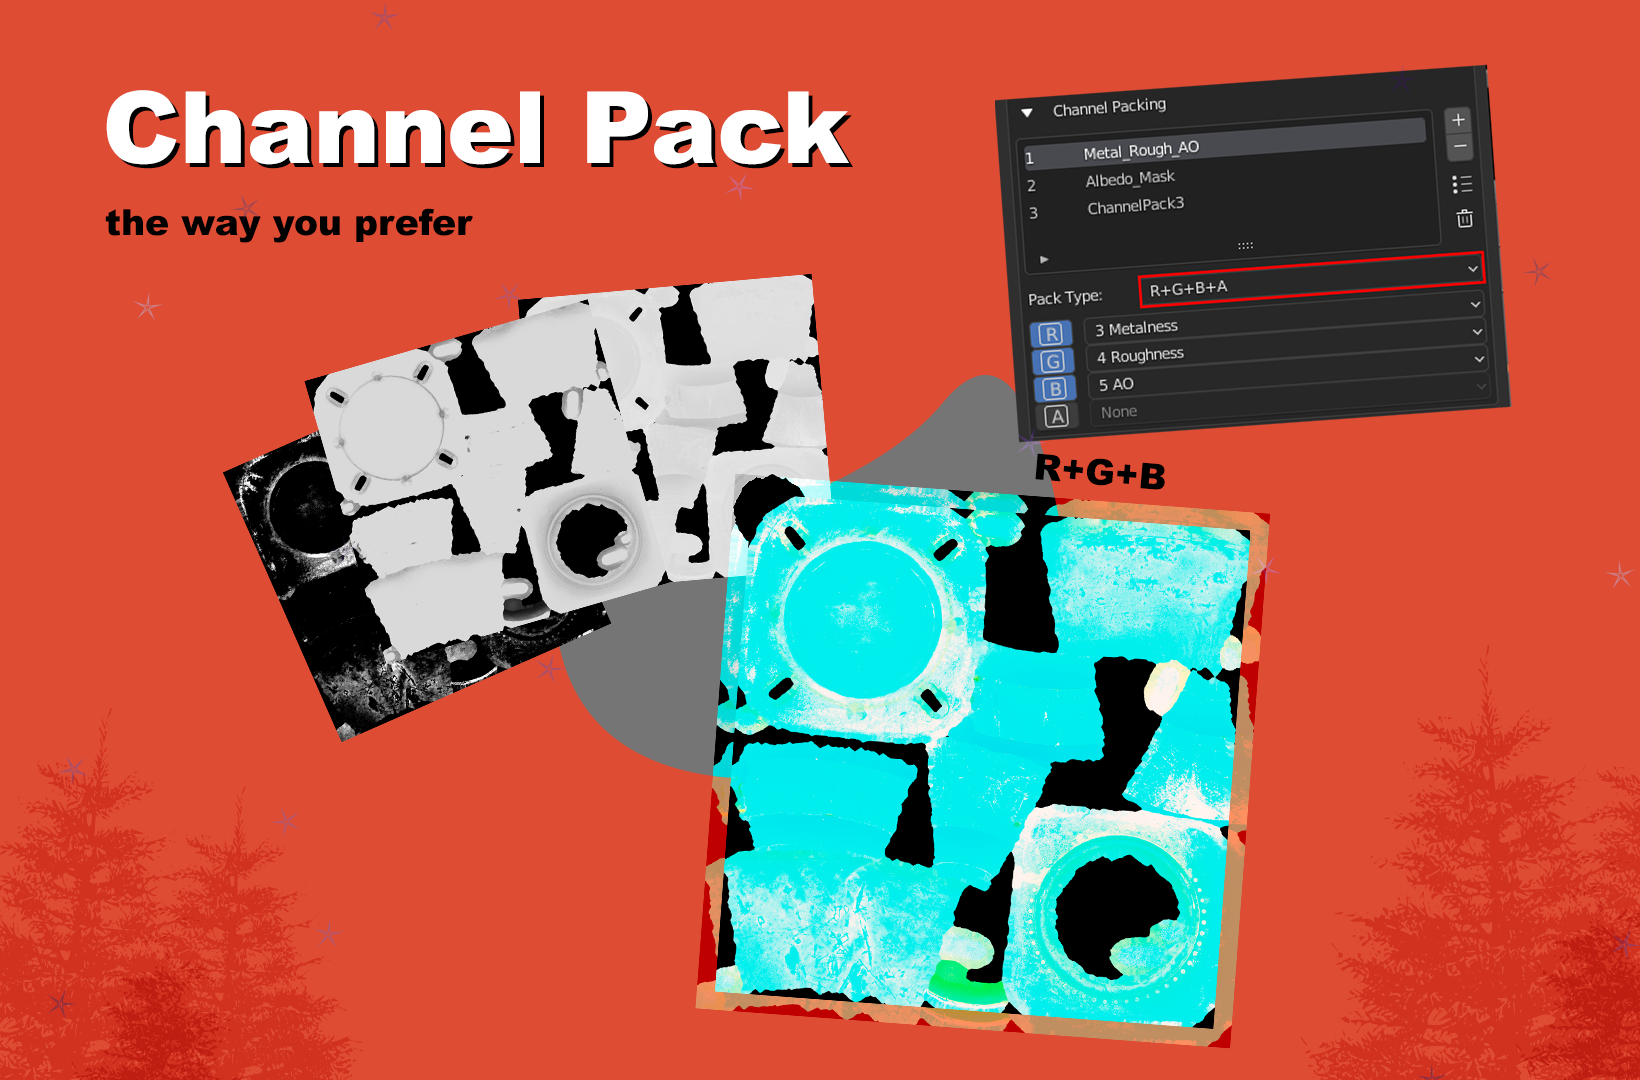 Channel Pack
the way you prefer
Channel Packing
1 Metal_Rough_AO
2 Albedo_Mask
3 ChannelPack3
Pack Type: R+G+B+A
R 3 Metalness
G 4 Roughness
B 5 AO
A None
R+G+B